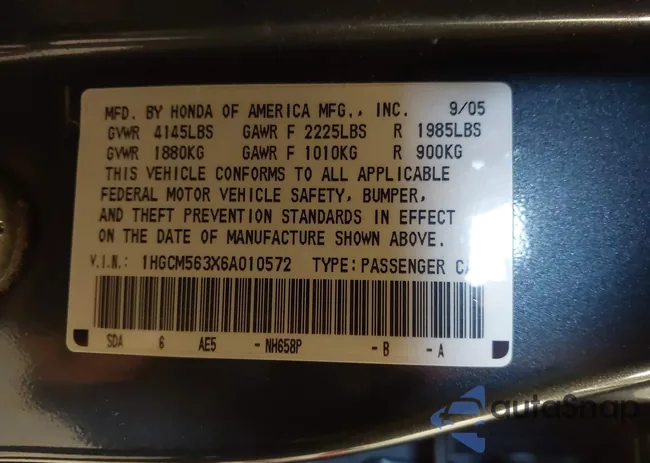 MFD. BY HONDA OF AMERICA MFG., INC. 9/05
GVWR 4145LBS GAWR F 2225LBS R 1985LBS
GVWR 1880KG GAWR F 1010KG R 900KG
THIS VEHICLE CONFORMS TO ALL APPLICABLE
FEDERAL MOTOR VEHICLE SAFETY, BUMPER,
AND THEFT PREVENTION STANDARDS IN EFFECT
ON THE DATE OF MANUFACTURE SHOWN ABOVE.
V.I.N.: 1HGCM563X6A010572 TYPE:PASSENGER CA
SDA 6 AE5 - NH658P - B - A
autoSnap